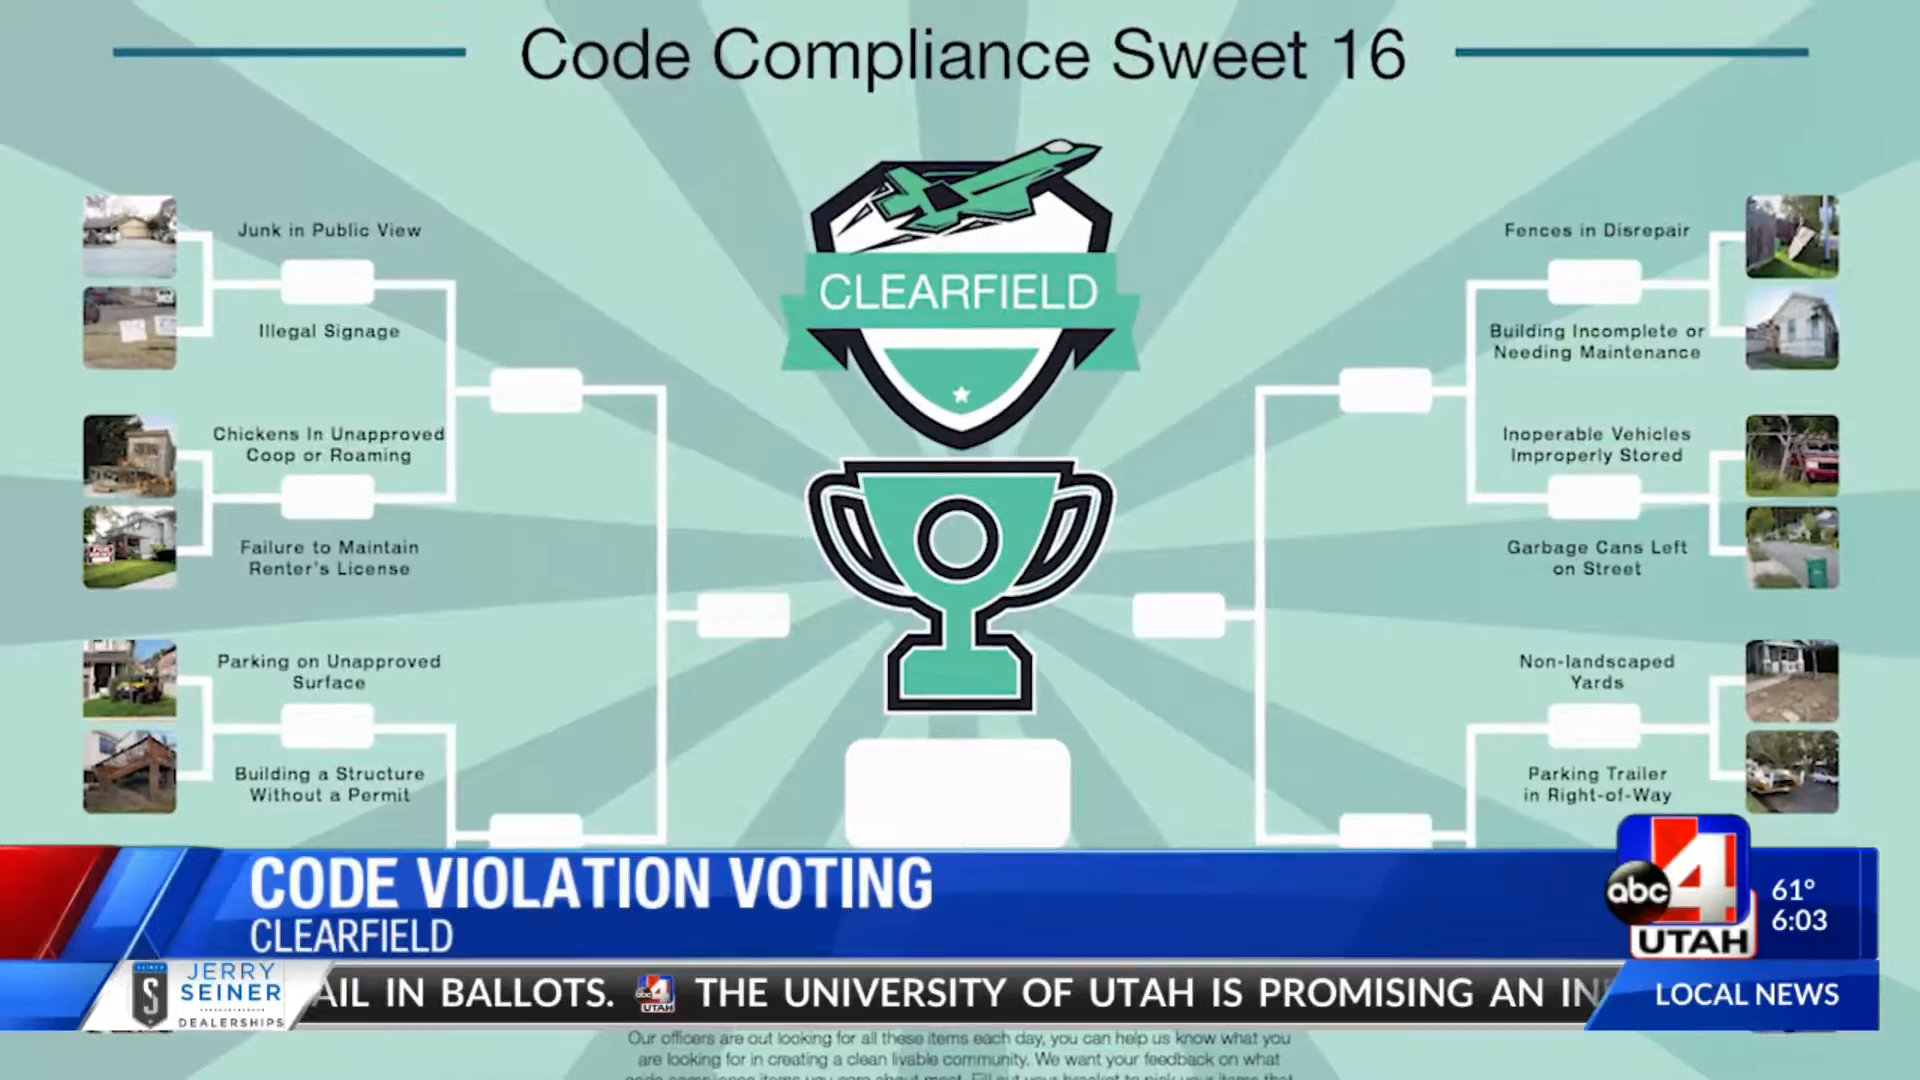 Code Compliance Sweet 16
CLEARFIELD
Junk in Public View
Illegal Signage
Chickens In Unapproved
Coop or Roaming
Failure to Maintain
Renter's License
Parking on Unapproved
Surface
Building a Structure
Without a Permit
Fences in Disrepair
Building Incomplete or
Needing Maintenance
Inoperable Vehicles
Improperly Stored
Garbage Cans Left
on Street
Non-landscaped
Yards
Parking Trailer
in Right-of-Way
CODE VIOLATION VOTING
CLEARFIELD
abc 4
UTAH
61°
6:03
SEINER
S
JERRY
SEINER
DEALERSHIPS
AIL IN BALLOTS. abc 4 UTAH THE UNIVERSITY OF UTAH IS PROMISING AN IN
LOCAL NEWS
Our officers are out looking for all these items each day, you can help us know what you
are looking for in creating a clean livable community. We want your feedback on what